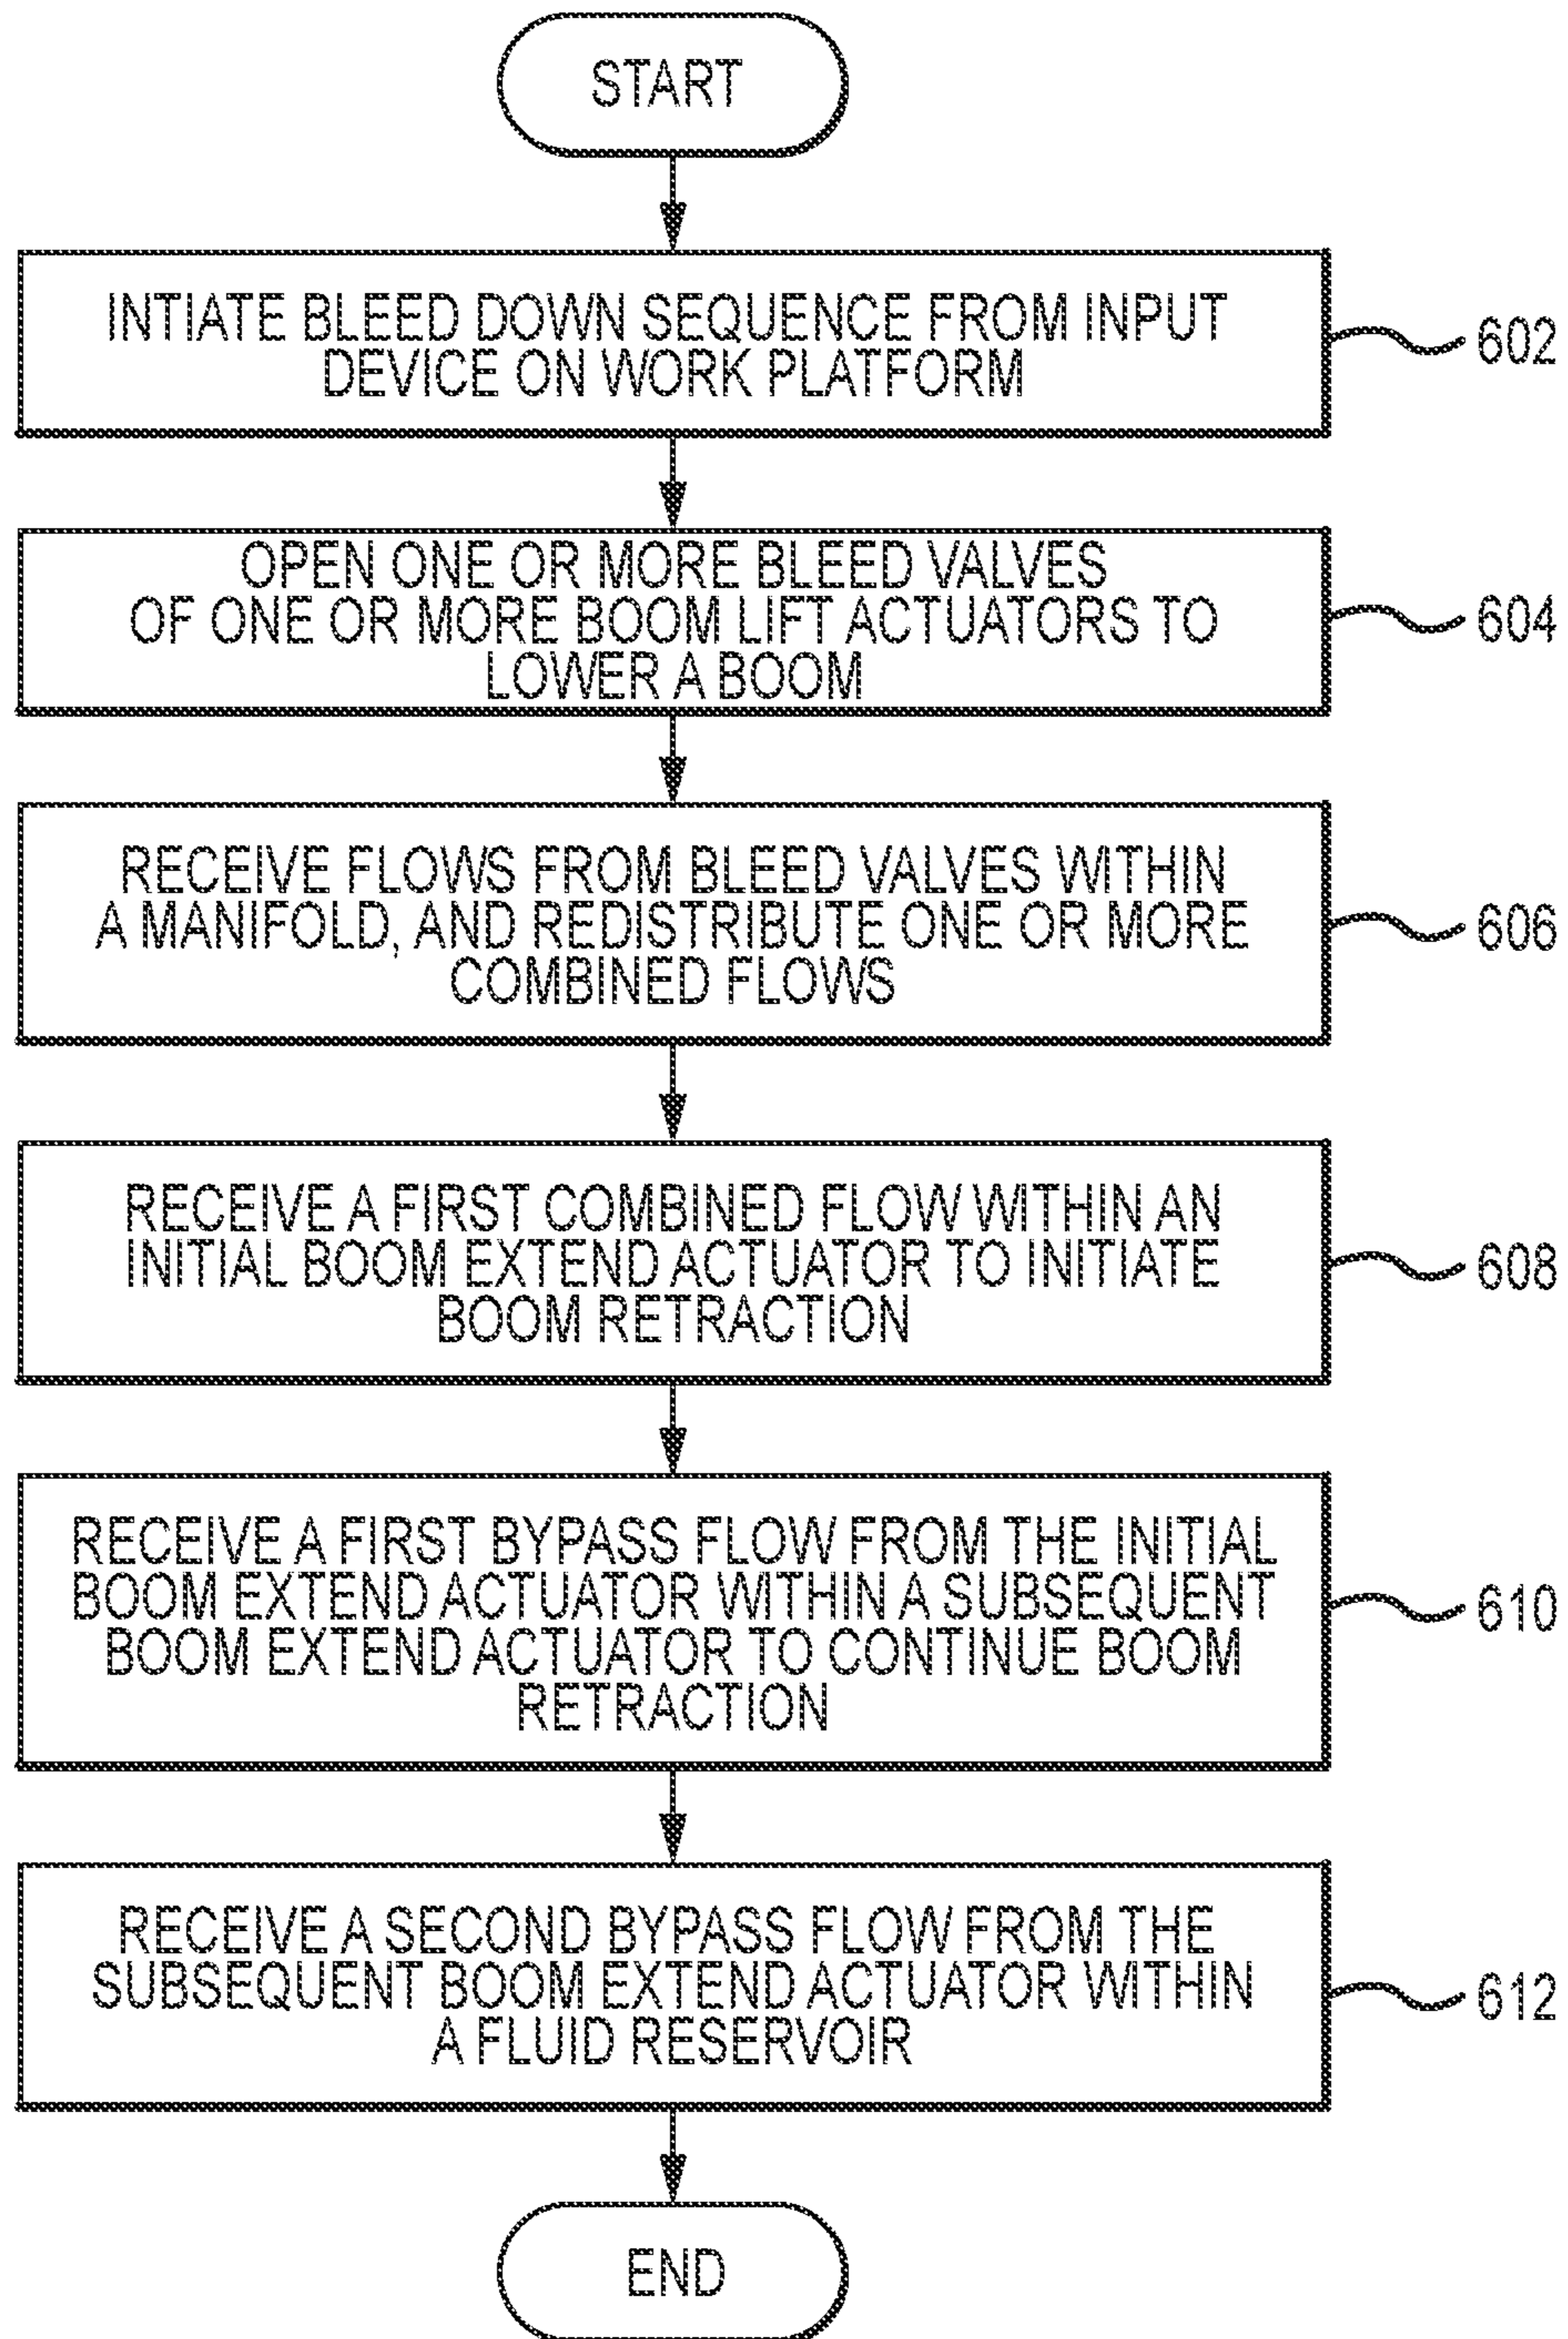 START
INTIATE BLEED DOWN SEQUENCE FROM INPUT
DEVICE ON WORK PLATFORM
602
OPEN ONE OR MORE BLEED VALVES
OF ONE OR MORE BOOM LIFT ACTUATORS TO
LOWER A BOOM
604
RECEIVE FLOWS FROM BLEED VALVES WITHIN
A MANIFOLD, AND REDISTRIBUTE ONE OR MORE
COMBINED FLOWS
606
RECEIVE A FIRST COMBINED FLOW WITHIN AN
INITIAL BOOM EXTEND ACTUATOR TO INITIATE
BOOM RETRACTION
608
RECEIVE A FIRST BYPASS FLOW FROM THE INITIAL
BOOM EXTEND ACTUATOR WITHIN A SUBSEQUENT
BOOM EXTEND ACTUATOR TO CONTINUE BOOM
RETRACTION
610
RECEIVE A SECOND BYPASS FLOW FROM THE
SUBSEQUENT BOOM EXTEND ACTUATOR WITHIN
A FLUID RESERVOIR
612
END